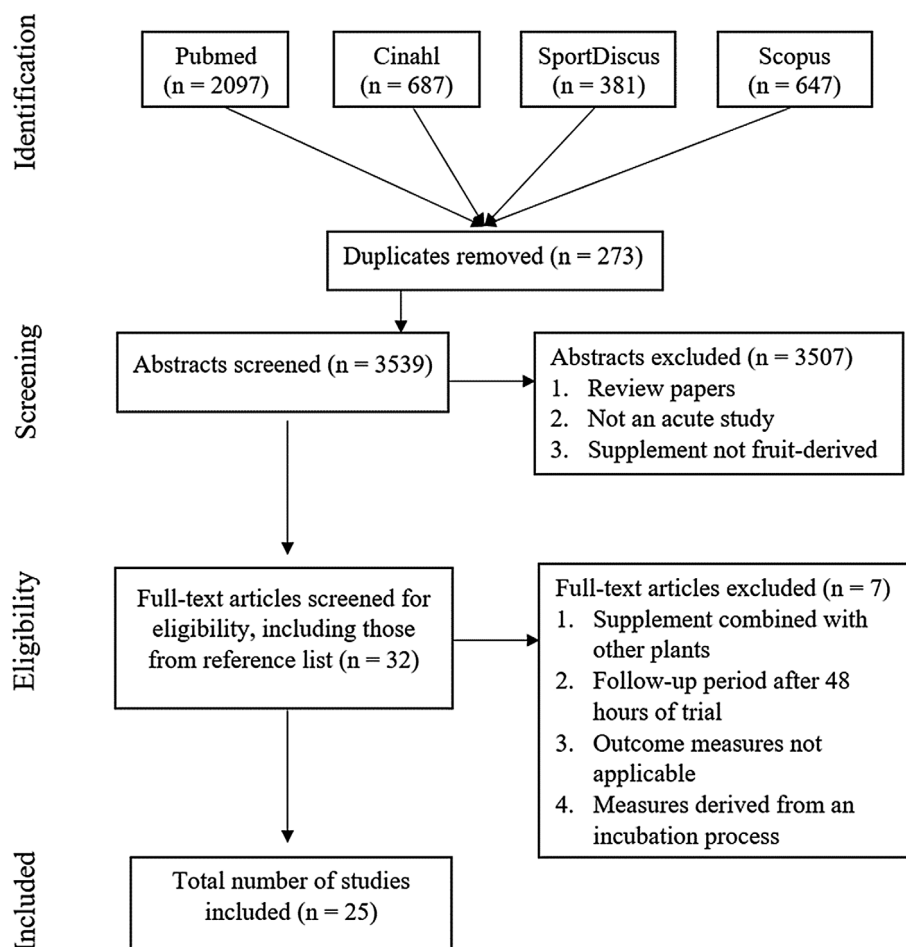 Identification
Pubmed
(n = 2097)
Cinahl
(n = 687)
SportDiscus
(n = 381)
Scopus
(n = 647)
Duplicates removed (n = 273)
Screening
Abstracts screened (n = 3539)
Abstracts excluded (n = 3507)
1. Review papers
2. Not an acute study
3. Supplement not fruit-derived
Eligibility
Full-text articles screened for
eligibility, including those
from reference list (n = 32)
Full-text articles excluded (n = 7)
1. Supplement combined with
other plants
2. Follow-up period after 48
hours of trial
3. Outcome measures not
applicable
4. Measures derived from an
incubation process
Included
Total number of studies
included (n = 25)